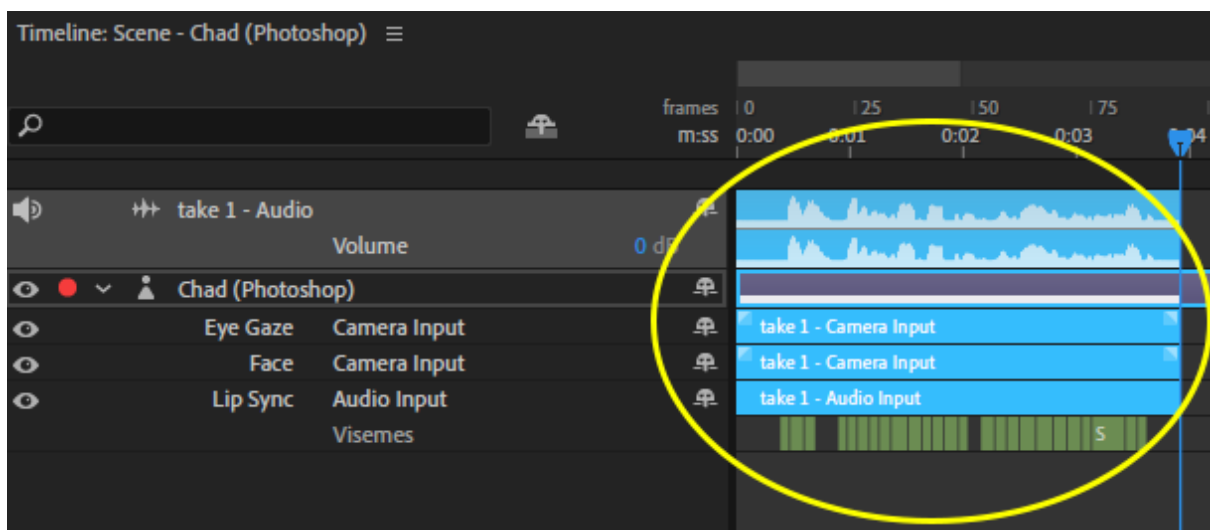 Timeline: Scene - Chad (Photoshop)
frames 0 25 50 75
m:ss 0:00 0:01 0:02 0:03 0:04
take 1 - Audio
Volume 0 dB
Chad (Photoshop)
Eye Gaze Camera Input take 1 - Camera Input
Face Camera Input take 1 - Camera Input
Lip Sync Audio Input take 1 - Audio Input
Visemes S